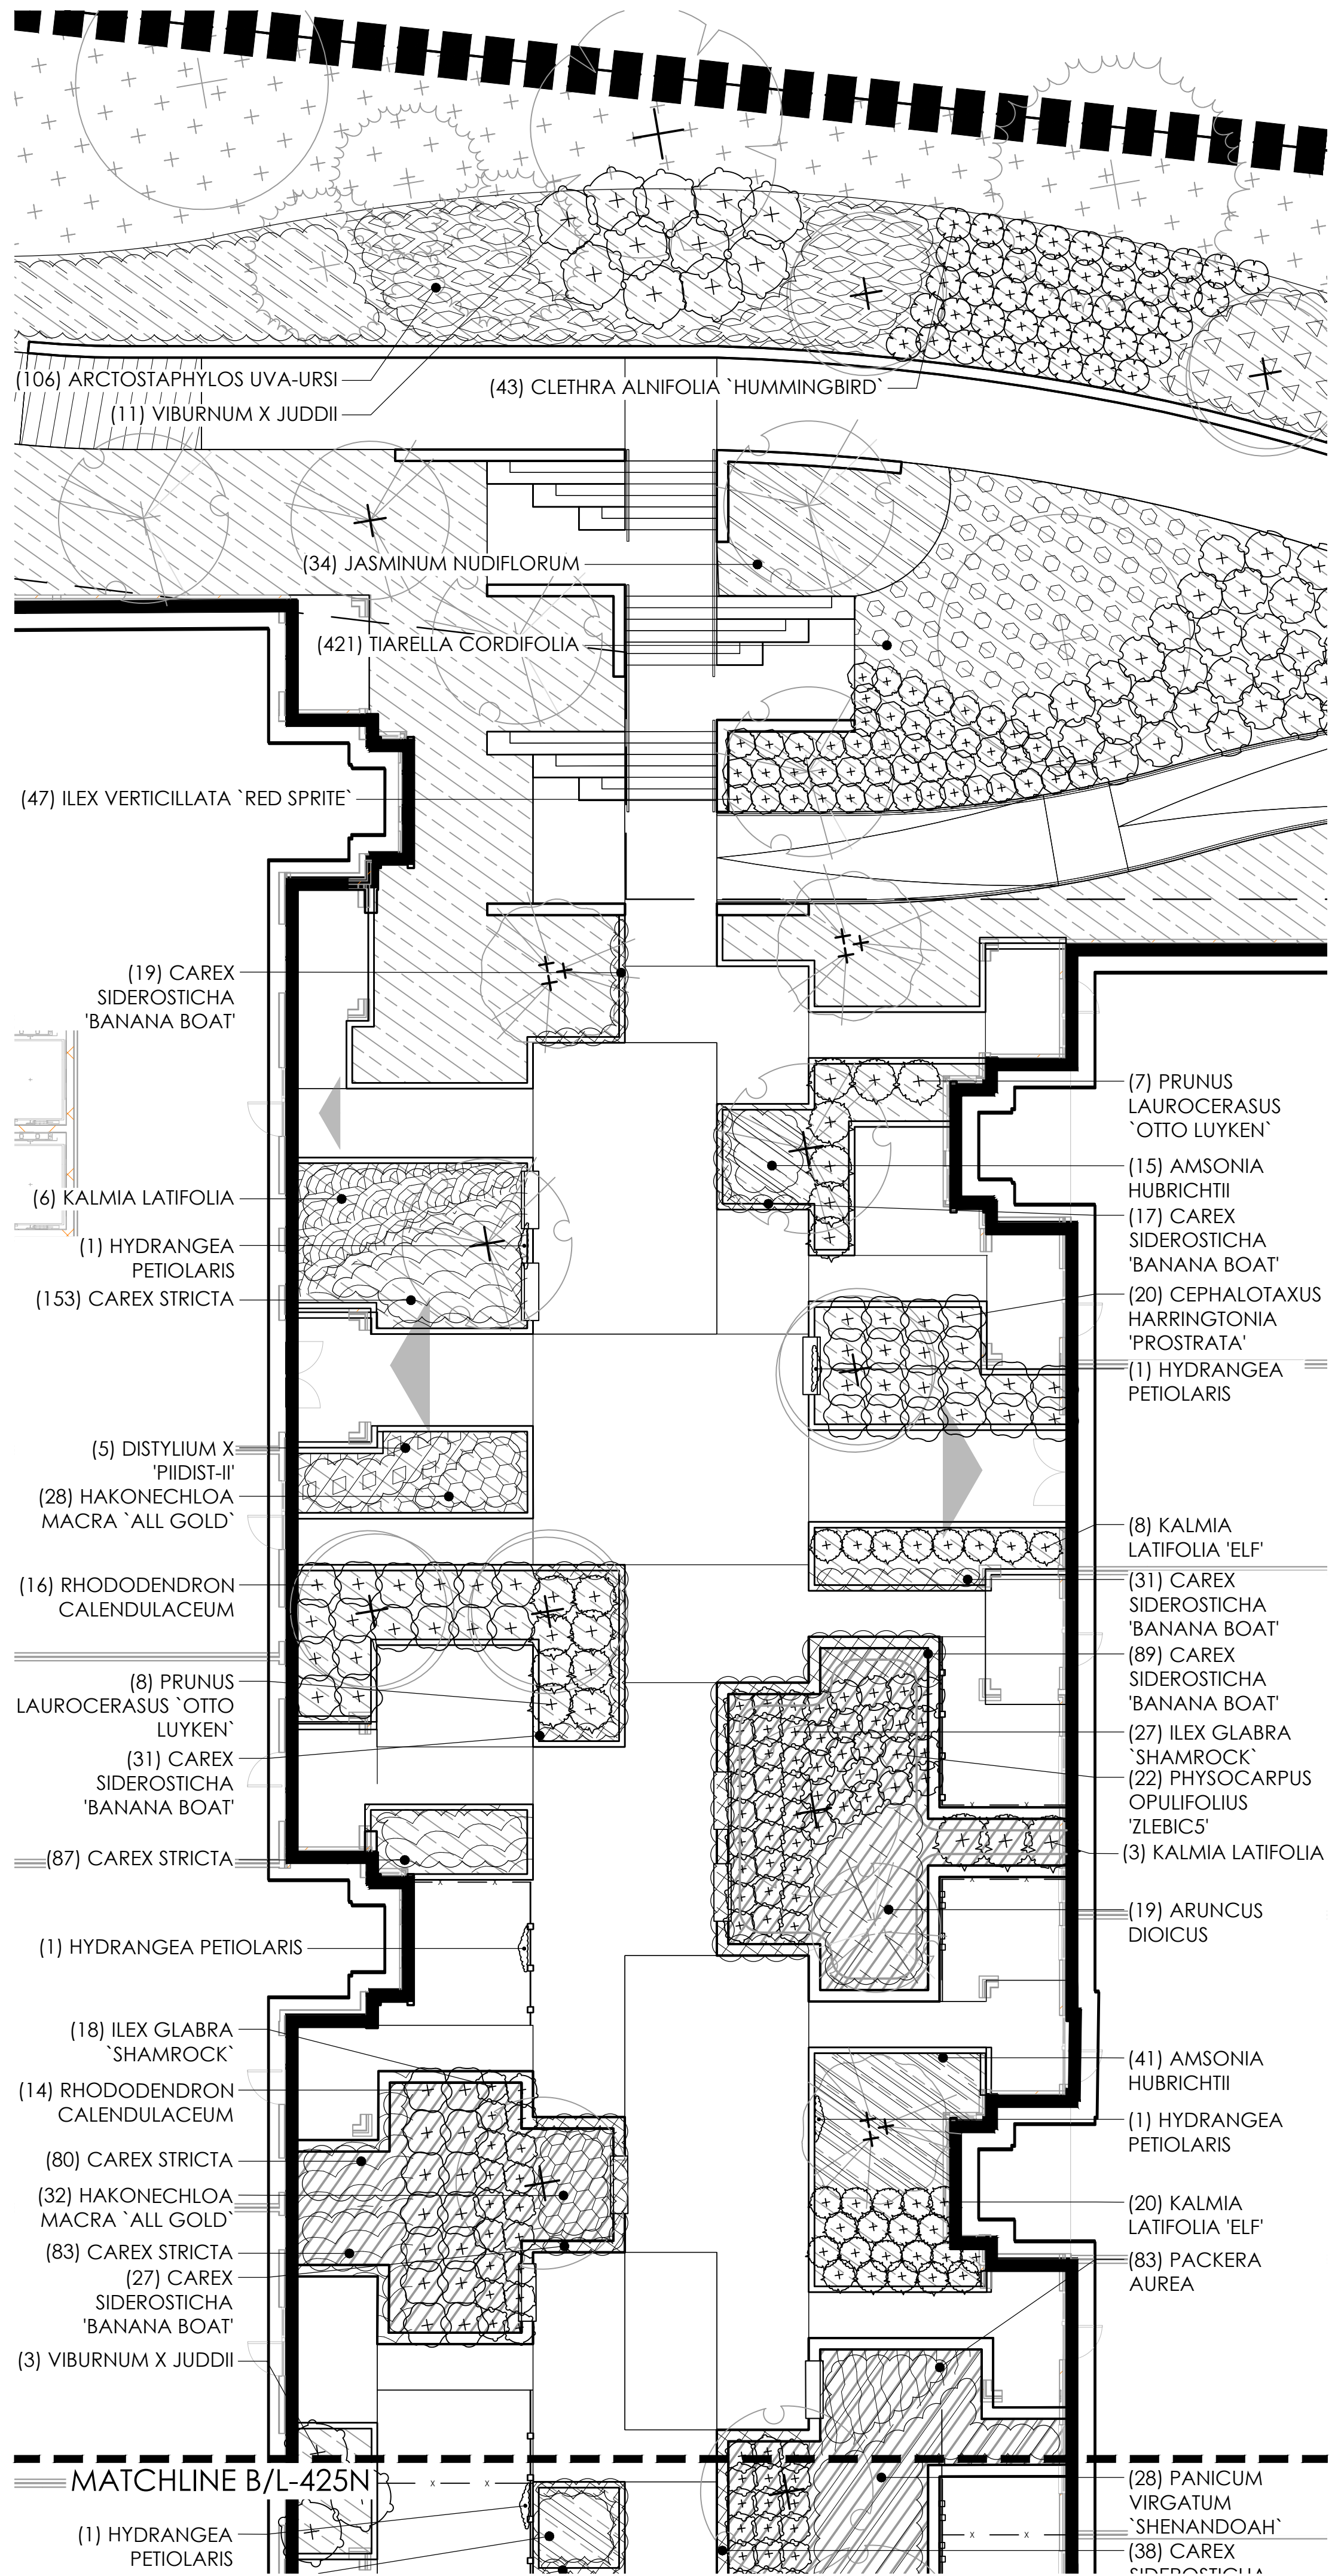 (106) ARCTOSTAPHYLOS UVA-URSI
(11) VIBURNUM X JUDDII
(43) CLETHRA ALNIFOLIA `HUMMINGBIRD`
(34) JASMINUM NUDIFLORUM
(421) TIARELLA CORDIFOLIA
(47) ILEX VERTICILLATA `RED SPRITE`
(19) CAREX
SIDEROSTICHA
'BANANA BOAT'
(6) KALMIA LATIFOLIA
(1) HYDRANGEA
PETIOLARIS
(153) CAREX STRICTA
(5) DISTYLIUM X
'PIIDIST-II'
(28) HAKONECHLOA
MACRA `ALL GOLD`
(16) RHODODENDRON
CALENDULACEUM
(8) PRUNUS
LAUROCERASUS `OTTO
LUYKEN`
(31) CAREX
SIDEROSTICHA
'BANANA BOAT'
(87) CAREX STRICTA
(1) HYDRANGEA PETIOLARIS
(18) ILEX GLABRA
`SHAMROCK`
(14) RHODODENDRON
CALENDULACEUM
(80) CAREX STRICTA
(32) HAKONECHLOA
MACRA `ALL GOLD`
(83) CAREX STRICTA
(27) CAREX
SIDEROSTICHA
'BANANA BOAT'
(3) VIBURNUM X JUDDII
MATCHLINE B/L-425N
(1) HYDRANGEA
PETIOLARIS
(7) PRUNUS
LAUROCERASUS
`OTTO LUYKEN`
(15) AMSONIA
HUBRICHTII
(17) CAREX
SIDEROSTICHA
'BANANA BOAT'
(20) CEPHALOTAXUS
HARRINGTONIA
'PROSTRATA'
(1) HYDRANGEA
PETIOLARIS
(8) KALMIA
LATIFOLIA 'ELF'
(31) CAREX
SIDEROSTICHA
'BANANA BOAT'
(89) CAREX
SIDEROSTICHA
'BANANA BOAT'
(27) ILEX GLABRA
`SHAMROCK`
(22) PHYSOCARPUS
OPULIFOLIUS
'ZLEBIC5'
(3) KALMIA LATIFOLIA
(19) ARUNCUS
DIOICUS
(41) AMSONIA
HUBRICHTII
(1) HYDRANGEA
PETIOLARIS
(20) KALMIA
LATIFOLIA 'ELF'
(83) PACKERA
AUREA
(28) PANICUM
VIRGATUM
`SHENANDOAH`
(38) CAREX
SIDEROSTICHA